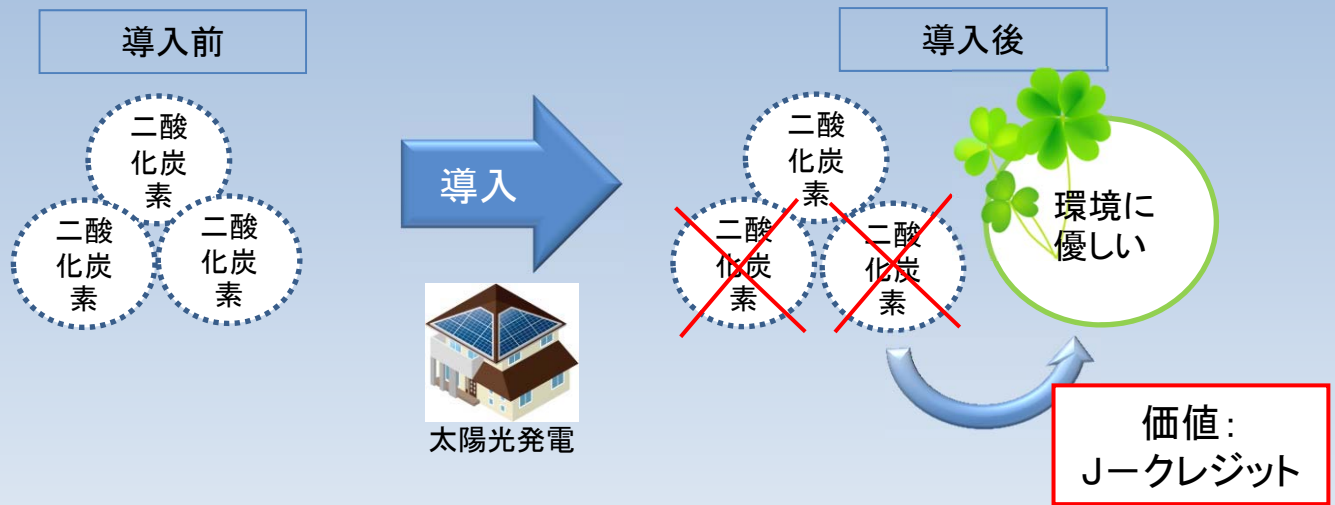 導入前
導入後
二酸
化炭
素
二酸
化炭
素
二酸
化炭
素
導入
太陽光発電
二酸
化炭
素
二酸
化炭
素
二酸
化炭
素
環境に
優しい
価値：
Jークレジット